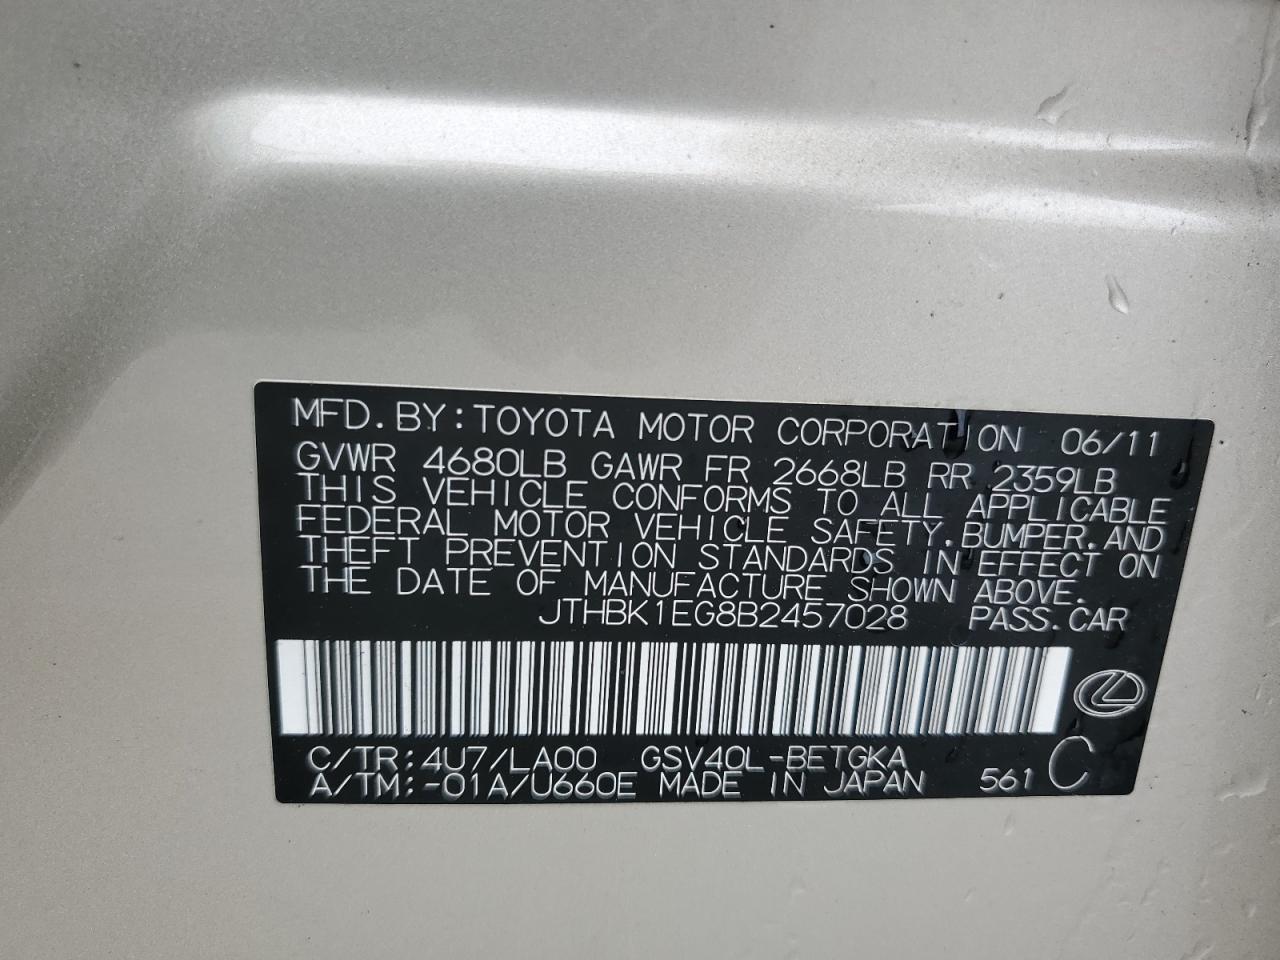 MFD. BY: TOYOTA MOTOR CORPORATION 06/11
GVWR 4680LB GAWR FR 2668LB RR 2359LB
THIS VEHICLE CONFORMS TO ALL APPLICABLE
FEDERAL MOTOR VEHICLE SAFETY, BUMPER, AND
THEFT PREVENTION STANDARDS IN EFFECT ON
THE DATE OF MANUFACTURE SHOWN ABOVE.
JTHBK1EG8B2457028 PASS. CAR
C/TR: 4U7/LA00 GSV40L-BETGKA
A/TM: -01A/U660E MADE IN JAPAN 561 C